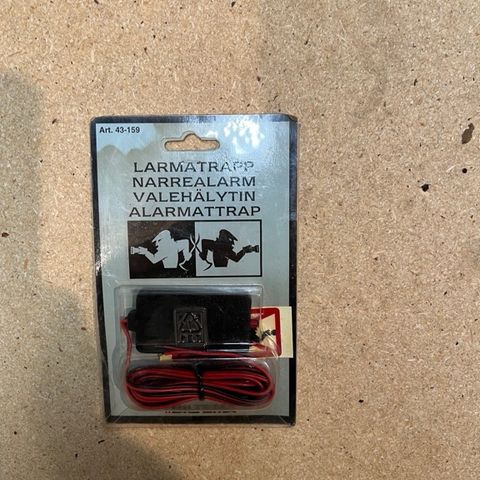 Art. 43-159
LARMATRAPP
NARREALARM
VALEHÄLYTIN
ALARMATTRAP